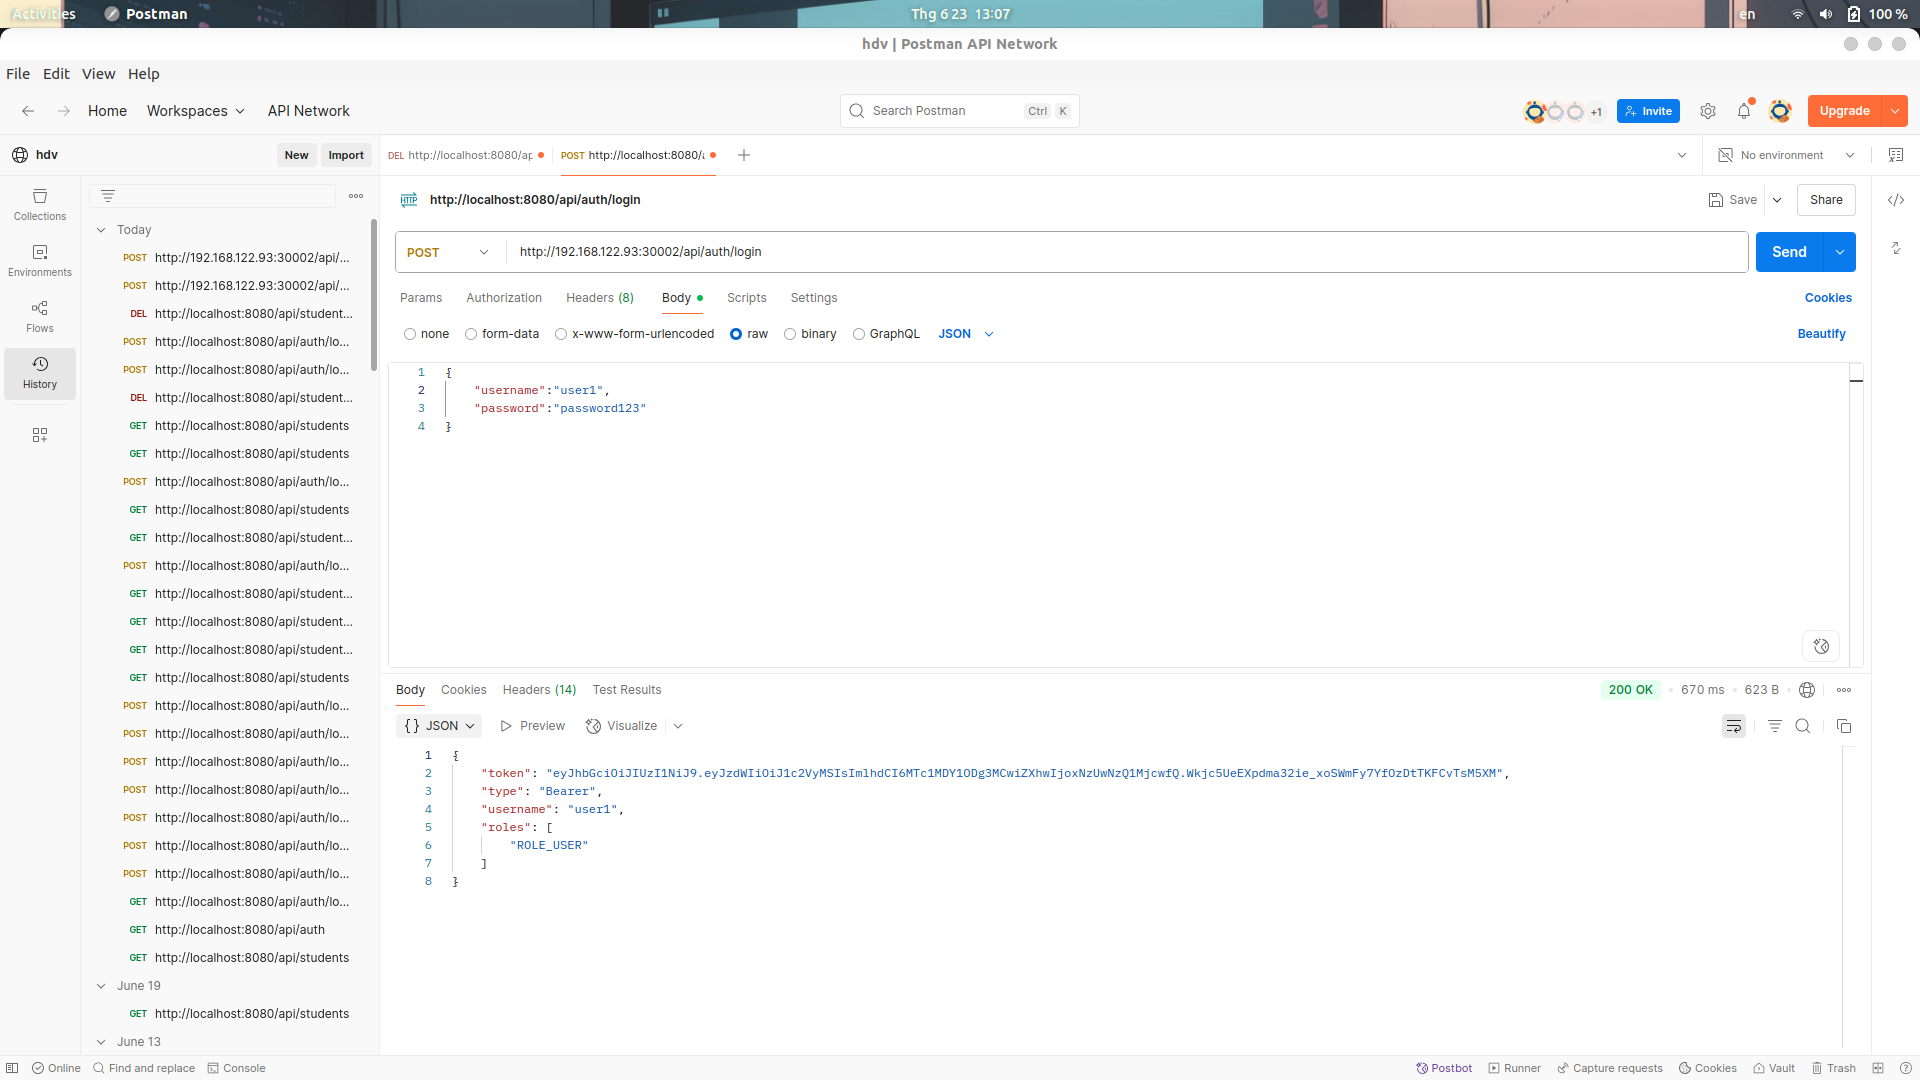 Activities
Postman
Thg 6 23 13:07
en
100 %
hdv | Postman API Network
File Edit View Help
Home Workspaces API Network
Search Postman Ctrl K
+1
Invite
Upgrade
hdv
New Import
DEL http://localhost:8080/ap
POST http://localhost:8080/a
No environment
Collections
Environments
Flows
History
Today
POST http://192.168.122.93:30002/api/...
POST http://192.168.122.93:30002/api/...
DEL http://localhost:8080/api/student...
POST http://localhost:8080/api/auth/lo...
POST http://localhost:8080/api/auth/lo...
DEL http://localhost:8080/api/student...
GET http://localhost:8080/api/students
GET http://localhost:8080/api/students
POST http://localhost:8080/api/auth/lo...
GET http://localhost:8080/api/students
GET http://localhost:8080/api/student...
POST http://localhost:8080/api/auth/lo...
GET http://localhost:8080/api/student...
GET http://localhost:8080/api/student...
GET http://localhost:8080/api/student...
GET http://localhost:8080/api/students
POST http://localhost:8080/api/auth/lo...
POST http://localhost:8080/api/auth/lo...
POST http://localhost:8080/api/auth/lo...
POST http://localhost:8080/api/auth/lo...
POST http://localhost:8080/api/auth/lo...
POST http://localhost:8080/api/auth/lo...
POST http://localhost:8080/api/auth/lo...
GET http://localhost:8080/api/auth/lo...
GET http://localhost:8080/api/auth
GET http://localhost:8080/api/students
June 19
GET http://localhost:8080/api/students
June 13
HTTP http://localhost:8080/api/auth/login
Save
Share
POST http://192.168.122.93:30002/api/auth/login
Send
Params Authorization Headers (8) Body Scripts Settings
Cookies
none form-data x-www-form-urlencoded raw binary GraphQL JSON
Beautify
1 {
2 "username":"user1",
3 "password":"password123"
4 }
Body Cookies Headers (14) Test Results
200 OK 670 ms 623 B
{} JSON Preview Visualize
1 {
2 "token": "eyJhbGciOiJIUzI1NiJ9.eyJzdWIiOiJ1c2VyMSIsImlhdCI6MTc1MDY1ODg3MCwiZXhwIjoxNzUwNzQ1MjcwfQ.Wkjc5UeEXpdma32ie_xoSWmFy7YfOzDtTKFCvTsM5XM",
3 "type": "Bearer",
4 "username": "user1",
5 "roles": [
6 "ROLE_USER"
7 ]
8 }
Online Find and replace Console
Postbot Runner Capture requests Cookies Vault Trash